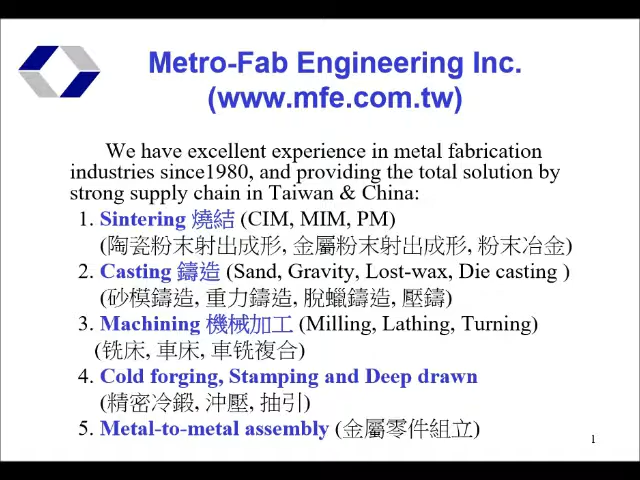 Metro-Fab Engineering Inc.
(www.mfe.com.tw)
We have excellent experience in metal fabrication
industries since1980, and providing the total solution by
strong supply chain in Taiwan & China:
1. Sintering 燒結 (CIM, MIM, PM)
(陶瓷粉末射出成形, 金屬粉末射出成形, 粉末冶金)
2. Casting 鑄造 (Sand, Gravity, Lost-wax, Die casting )
(砂模鑄造, 重力鑄造, 脫蠟鑄造, 壓鑄)
3. Machining 機械加工 (Milling, Lathing, Turning)
(铣床, 車床, 車铣複合)
4. Cold forging, Stamping and Deep drawn
(精密冷鍛, 沖壓, 抽引)
5. Metal-to-metal assembly (金屬零件組立)
1